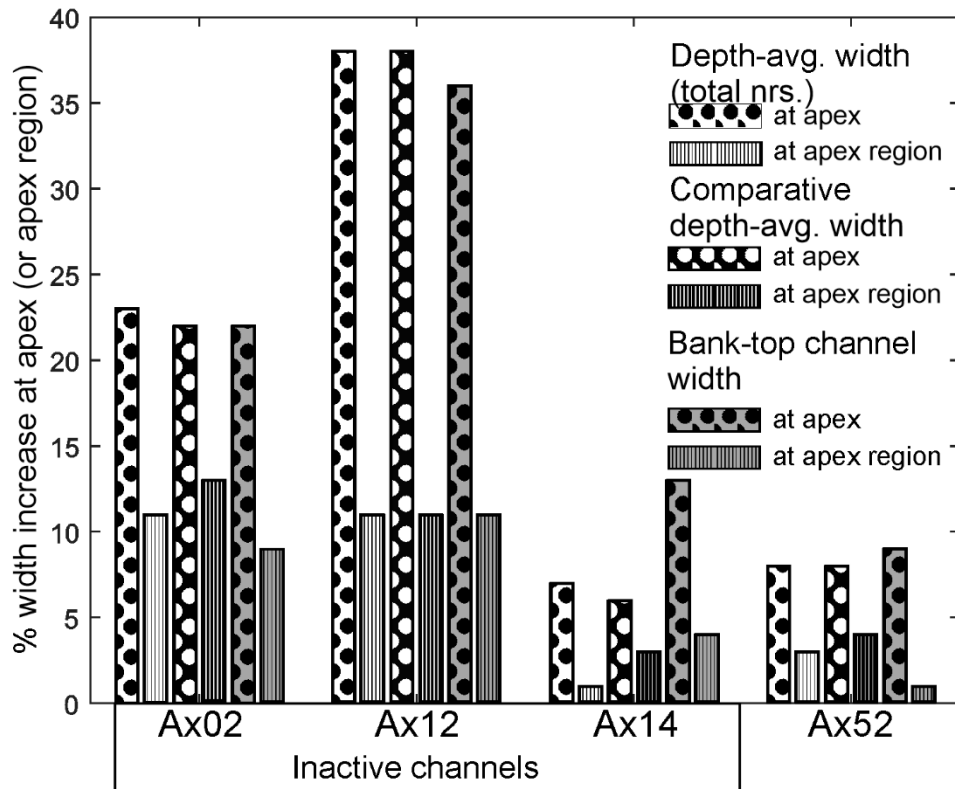 % width increase at apex (or apex region)
40
35
30
25
20
15
10
5
0
Depth-avg. width
(total nrs.)
at apex
at apex region
Comparative
depth-avg. width
at apex
at apex region
Bank-top channel
width
at apex
at apex region
Ax02
Ax12
Ax14
Ax52
Inactive channels